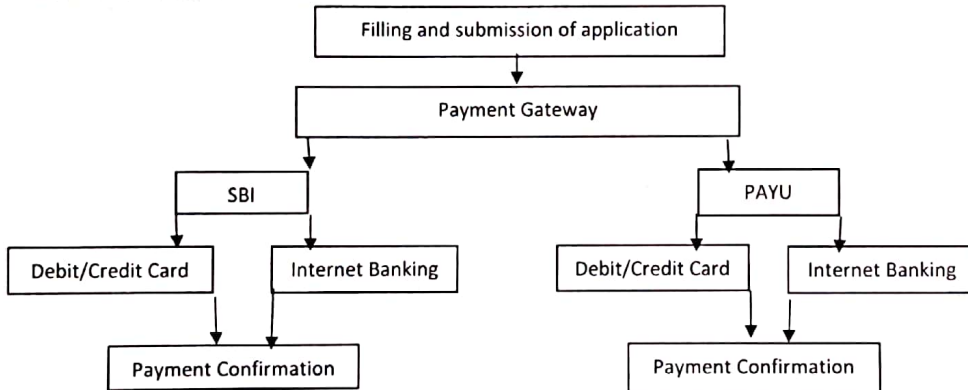 Filling and submission of application
Payment Gateway
SBI
PAYU
Debit/Credit Card
Internet Banking
Debit/Credit Card
Internet Banking
Payment Confirmation
Payment Confirmation